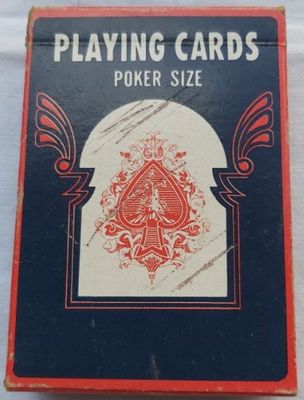 PLAYING CARDS
POKER SIZE